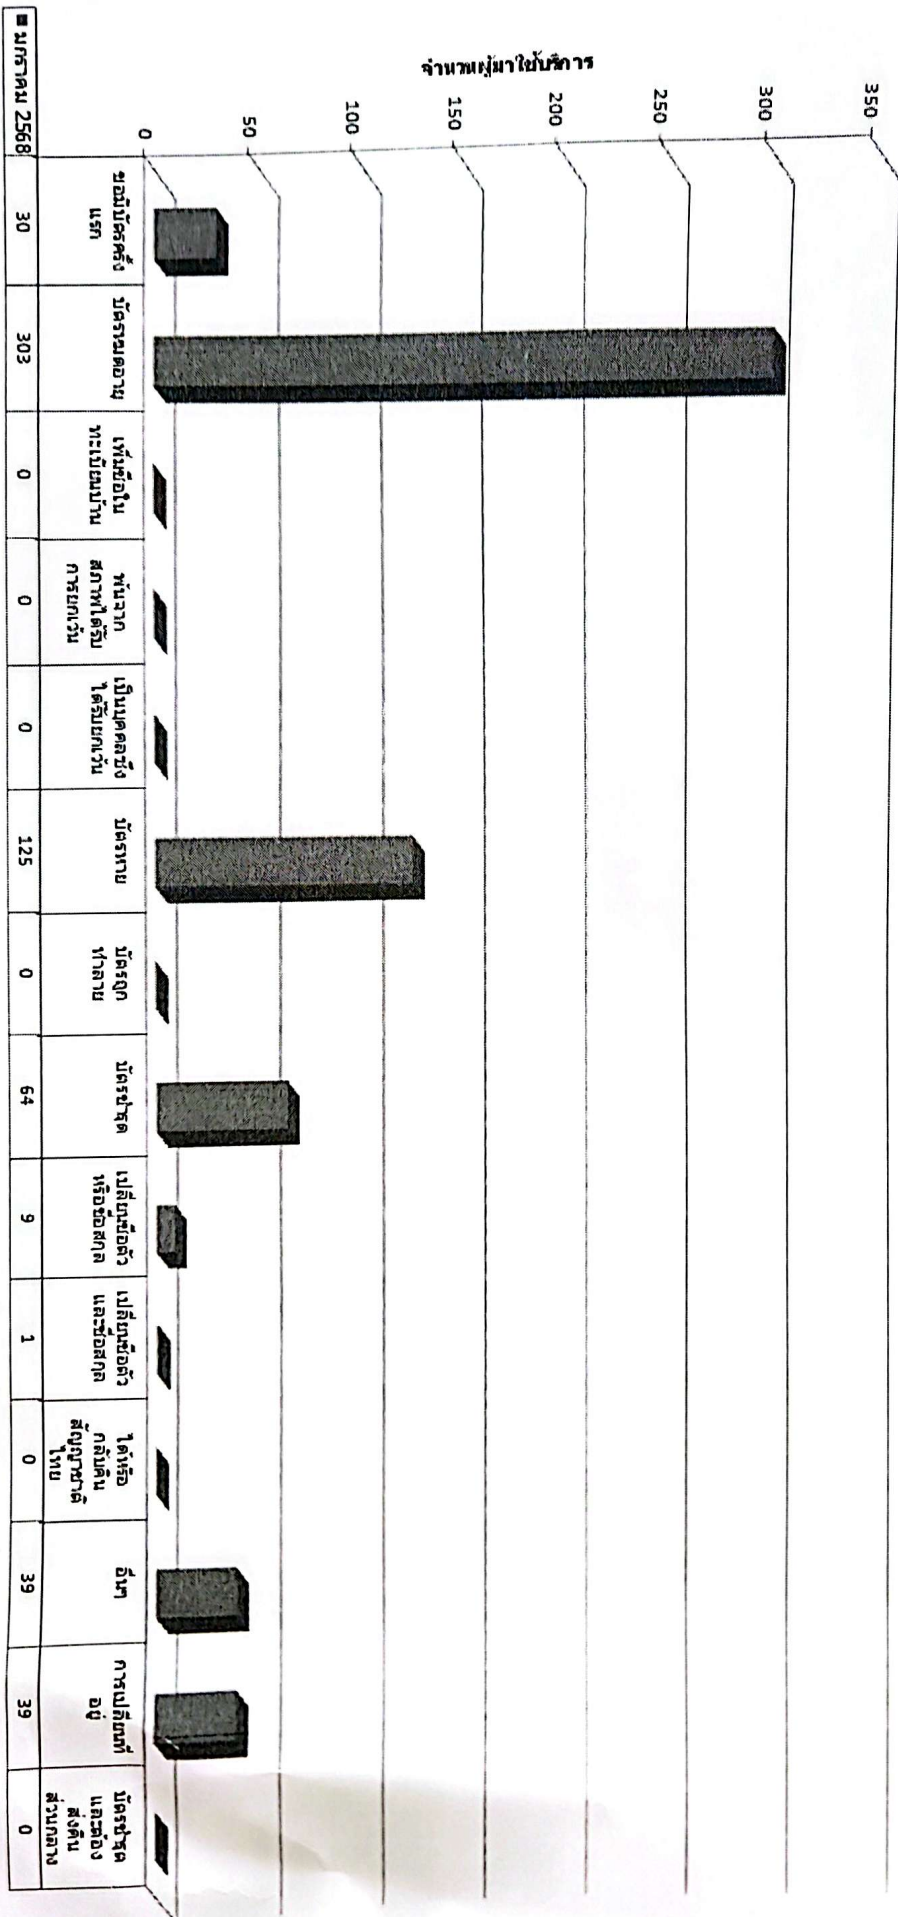 จำนวนผู้มาใช้บริการ
350
300
250
200
150
100
50
0
ขอมีบัตรครั้ง
แรก
บัตรหมดอายุ
เพิ่มชื่อใน
ทะเบียนบ้าน
พ้นจาก
สภาพได้รับ
การยกเว้น
เป็นบุคคลซึ่ง
ได้รับยกเว้น
บัตรหาย
บัตรถูก
ทำลาย
บัตรชำรุด
เปลี่ยนชื่อตัว
หรือชื่อสกุล
เปลี่ยนชื่อตัว
และชื่อสกุล
ได้หรือ
กลับคืน
สัญญาชาติ
ไทย
อื่นๆ
การเปลี่ยนที่
อยู่
บัตรชำรุด
และต้อง
ส่งคืน
ส่วนกลาง
มกราคม 2568 30 303 0 0 0 125 0 64 9 1 0 39 39 0